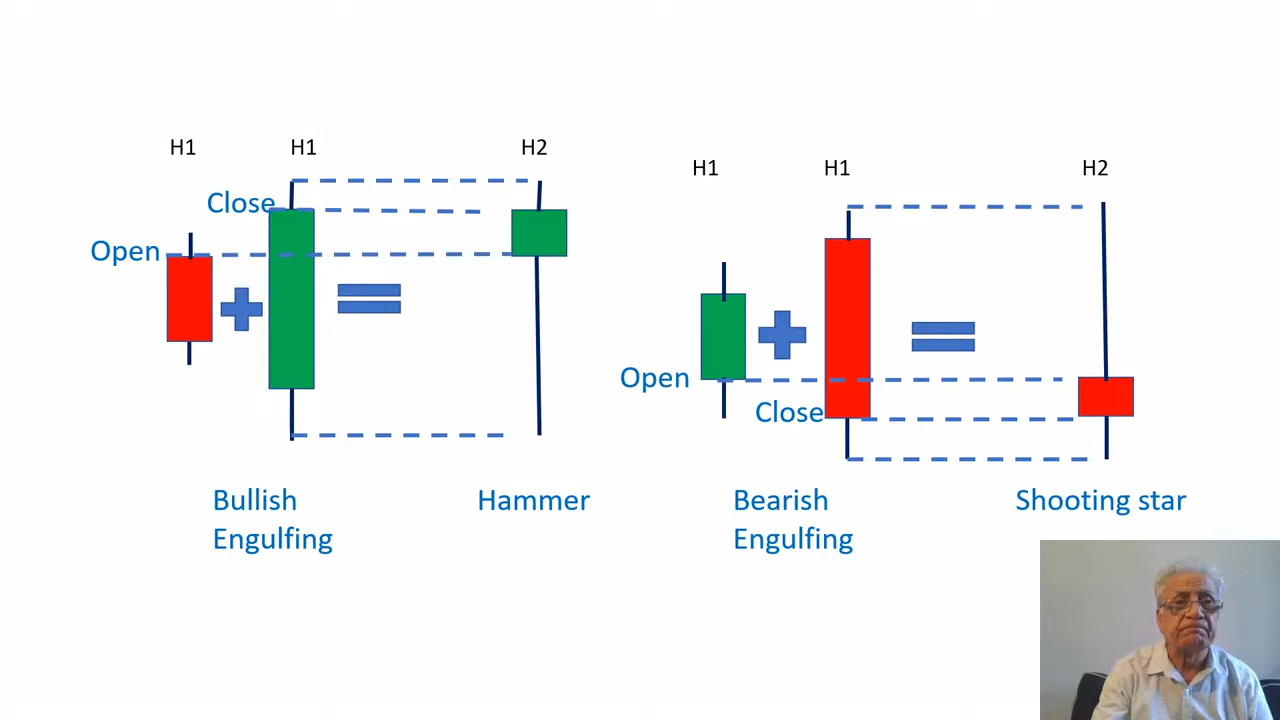 H1
H1
H2
Close
Open
Bullish
Engulfing
Hammer
H1
H1
H2
Open
Close
Bearish
Engulfing
Shooting star